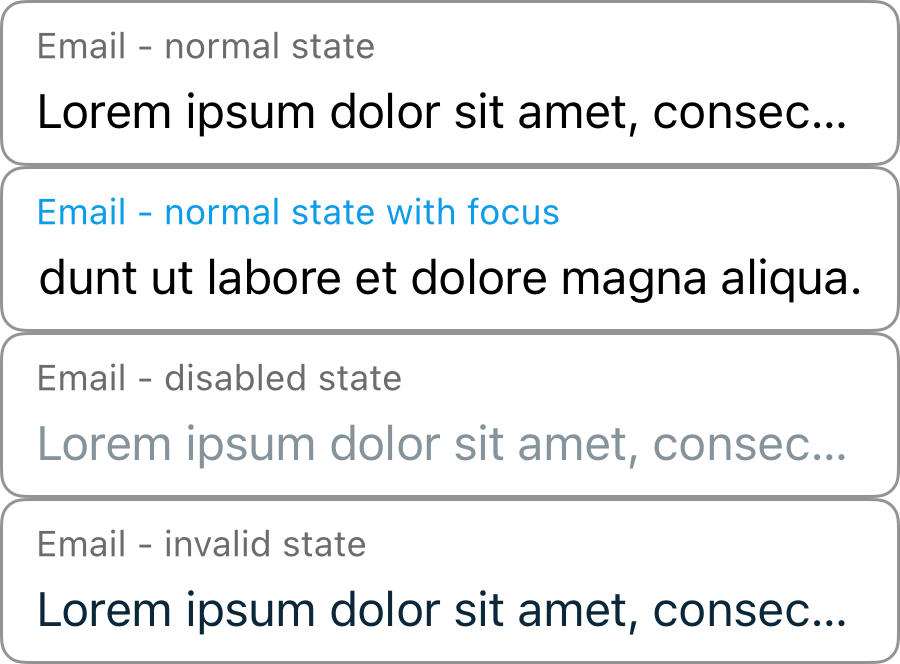 Email - normal state
Lorem ipsum dolor sit amet, consec...
Email - normal state with focus
dunt ut labore et dolore magna aliqua.
Email - disabled state
Lorem ipsum dolor sit amet, consec...
Email - invalid state
Lorem ipsum dolor sit amet, consec...